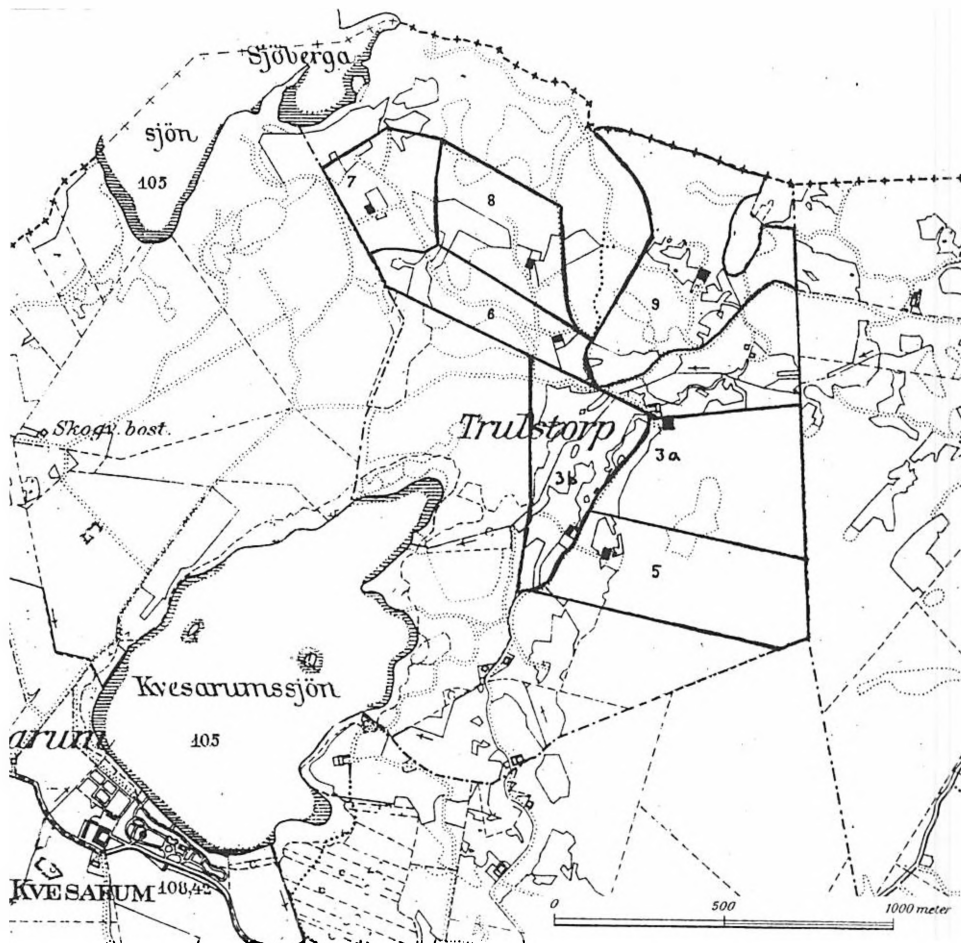 Sjöberga
sjön
105
7
8
6
9
Skogv. bost.
Trulstorp
3a
3b
5
Kvesarumssjön
105
arum
KVESARUM 108,42
0 500 1000 meter